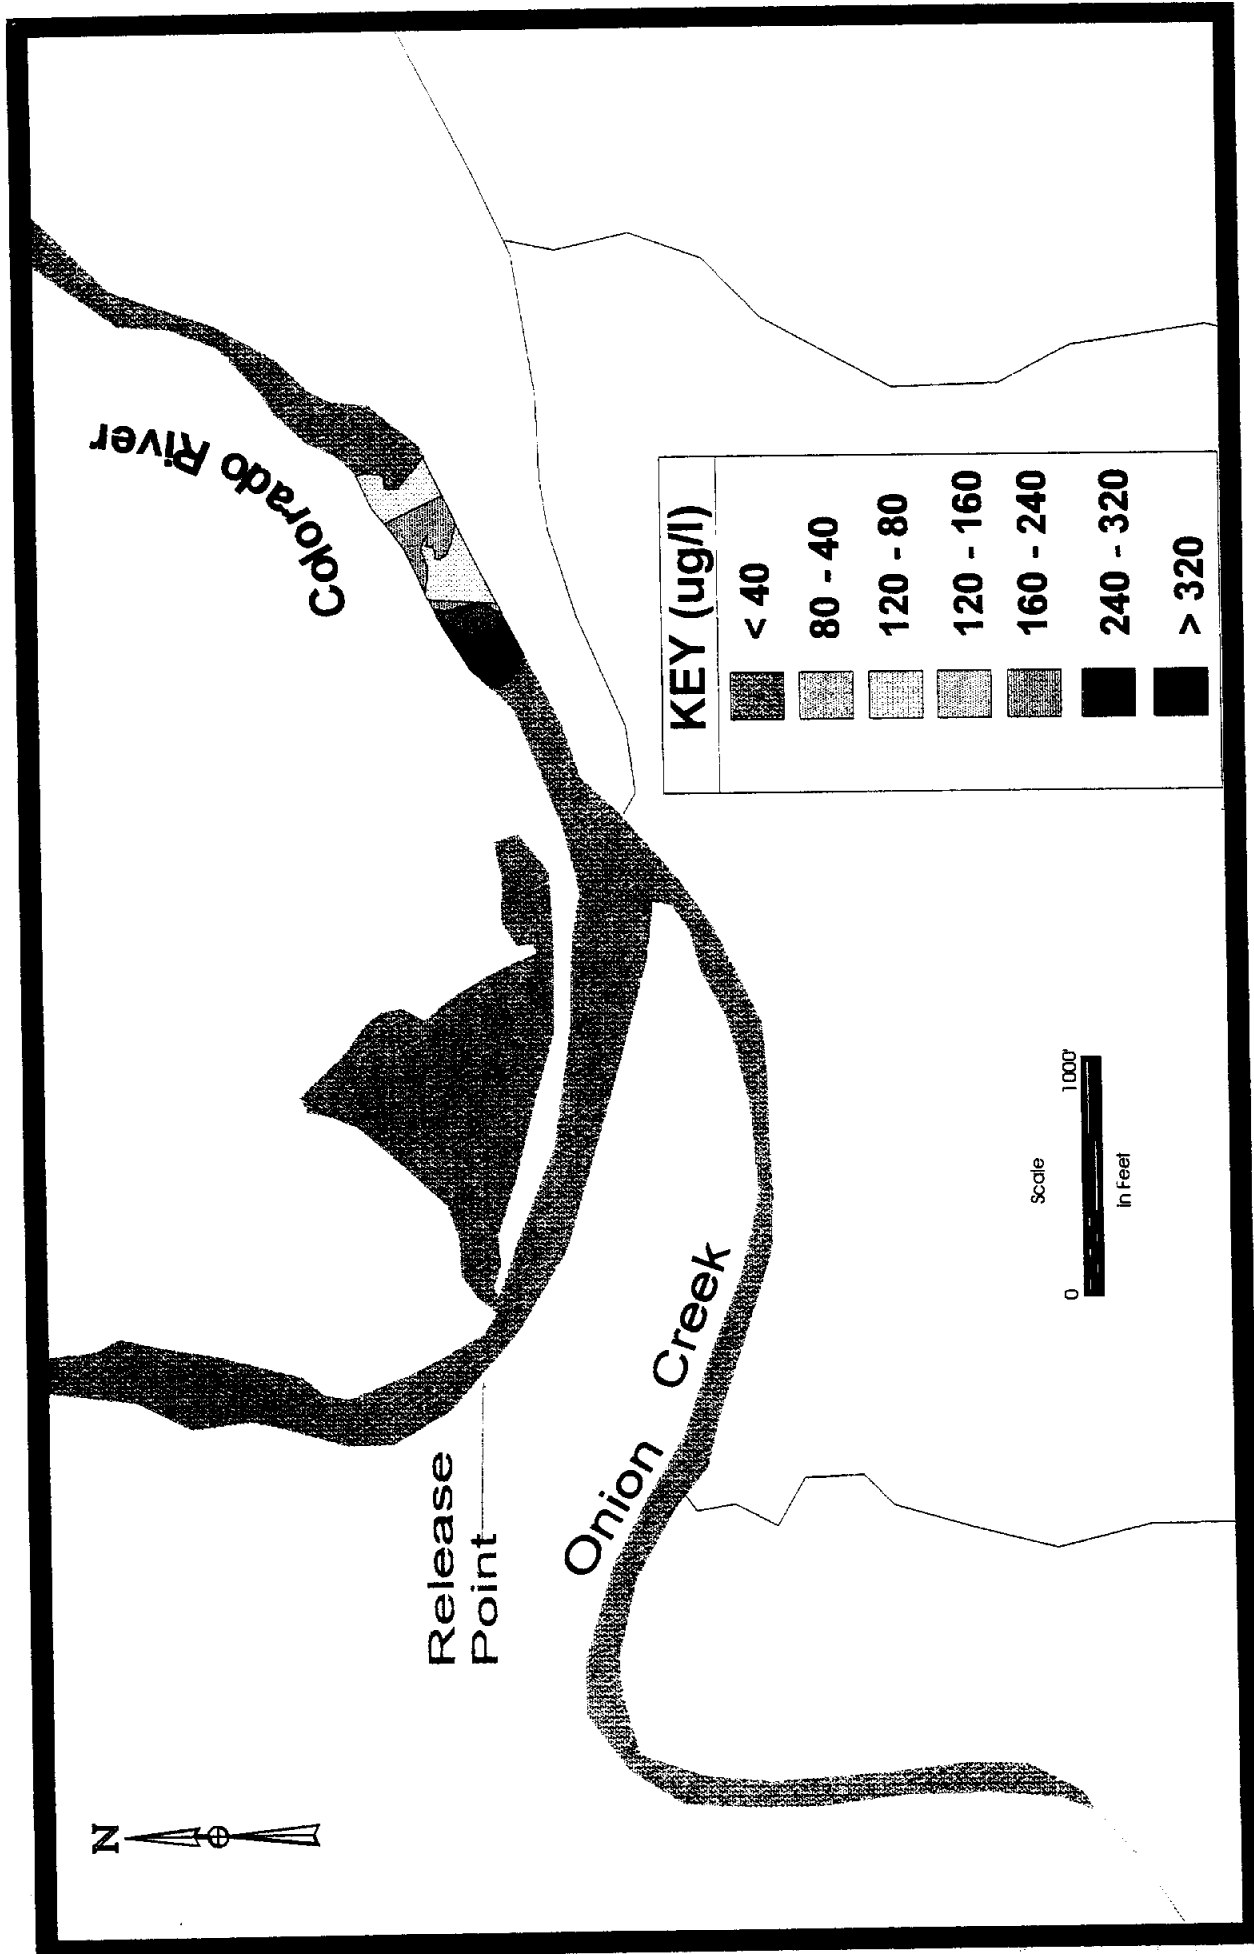 N
Colorado River
Release
Point
Onion Creek
Scale
0 1000'
in Feet
KEY (ug/l)
< 40
80 - 40
120 - 80
120 - 160
160 - 240
240 - 320
> 320